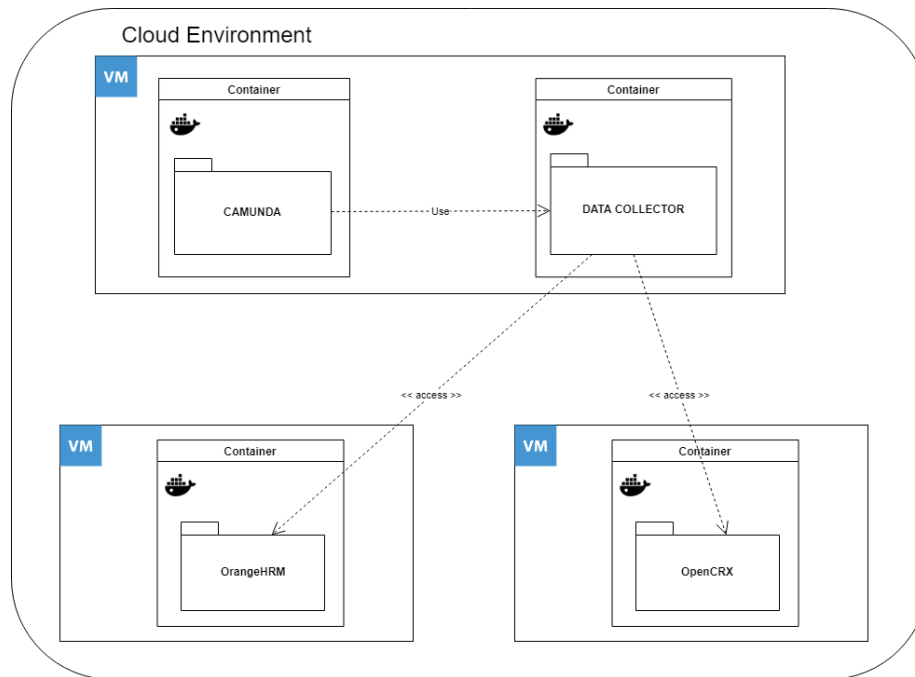 Cloud Environment
VM
Container
Container
CAMUNDA
Use
DATA COLLECTOR
<< access >>
<< access >>
VM
Container
VM
Container
OrangeHRM
OpenCRX